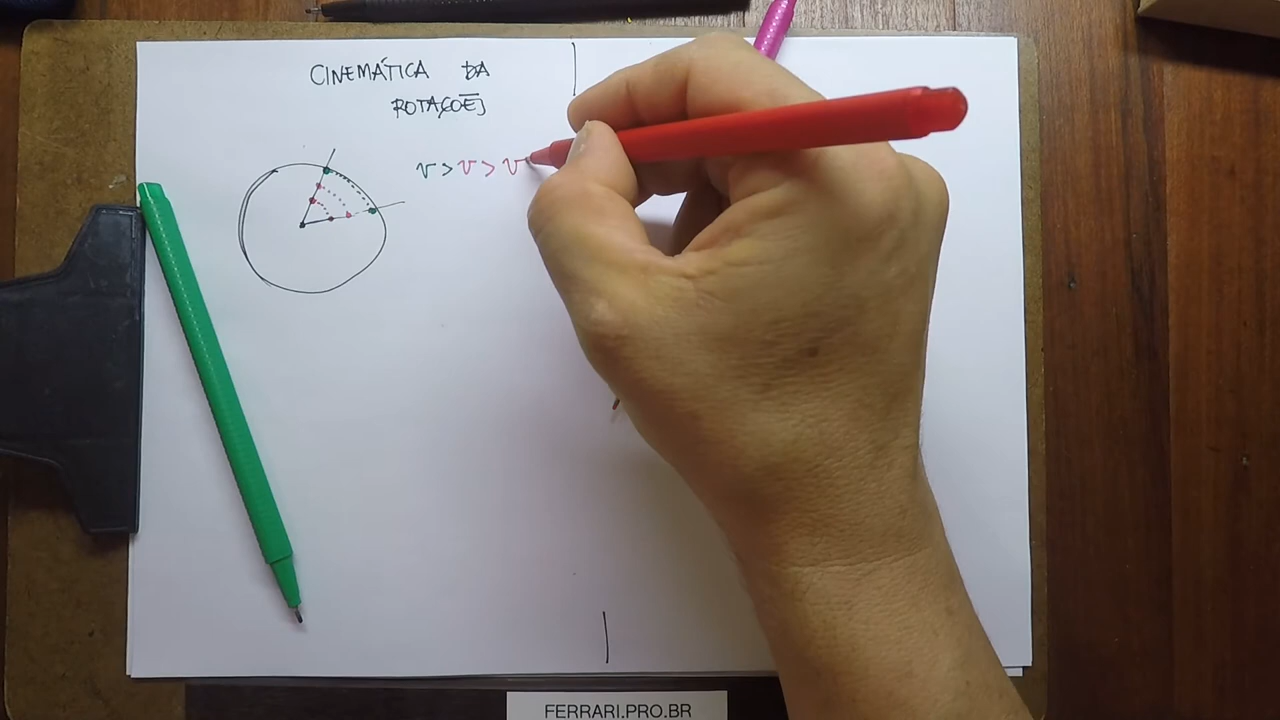 CINEMÁTICA DA
ROTAÇÕES
v > v > v
FERRARI.PRO.BR